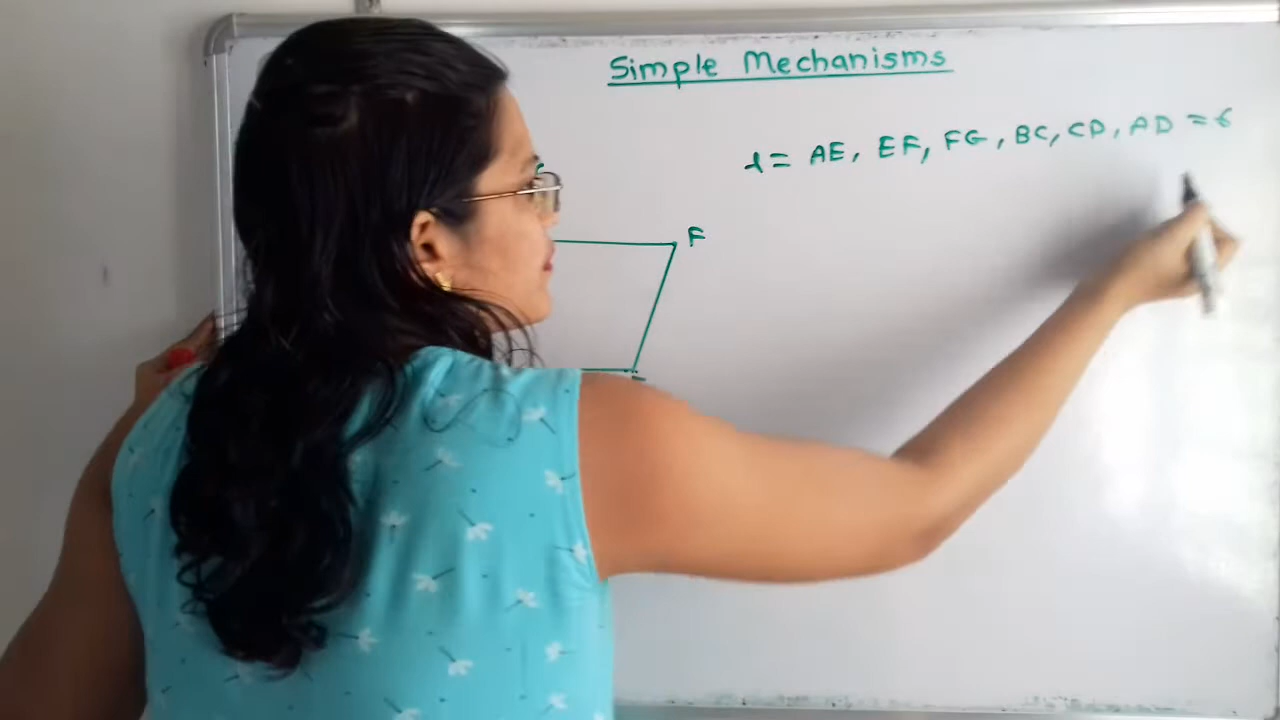 Simple Mechanisms
l = AE, EF, FG, BC, CD, AD = 6
F